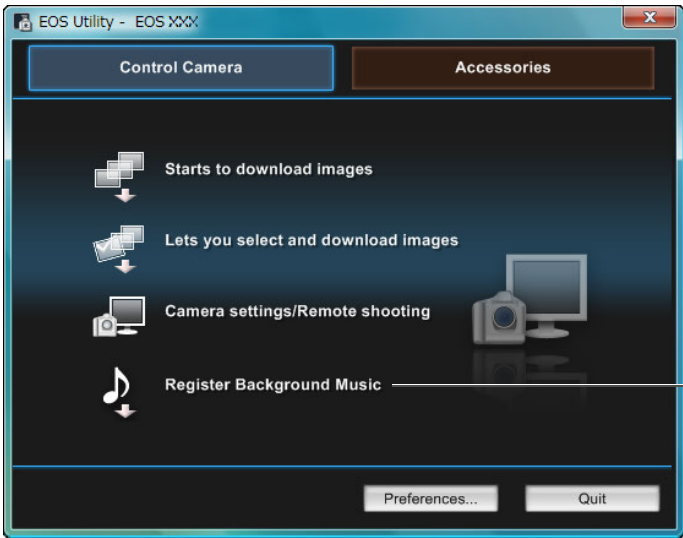 EOS Utility - EOS XXX
Control Camera
Accessories
Starts to download images
Lets you select and download images
Camera settings/Remote shooting
Register Background Music
Preferences...
Quit